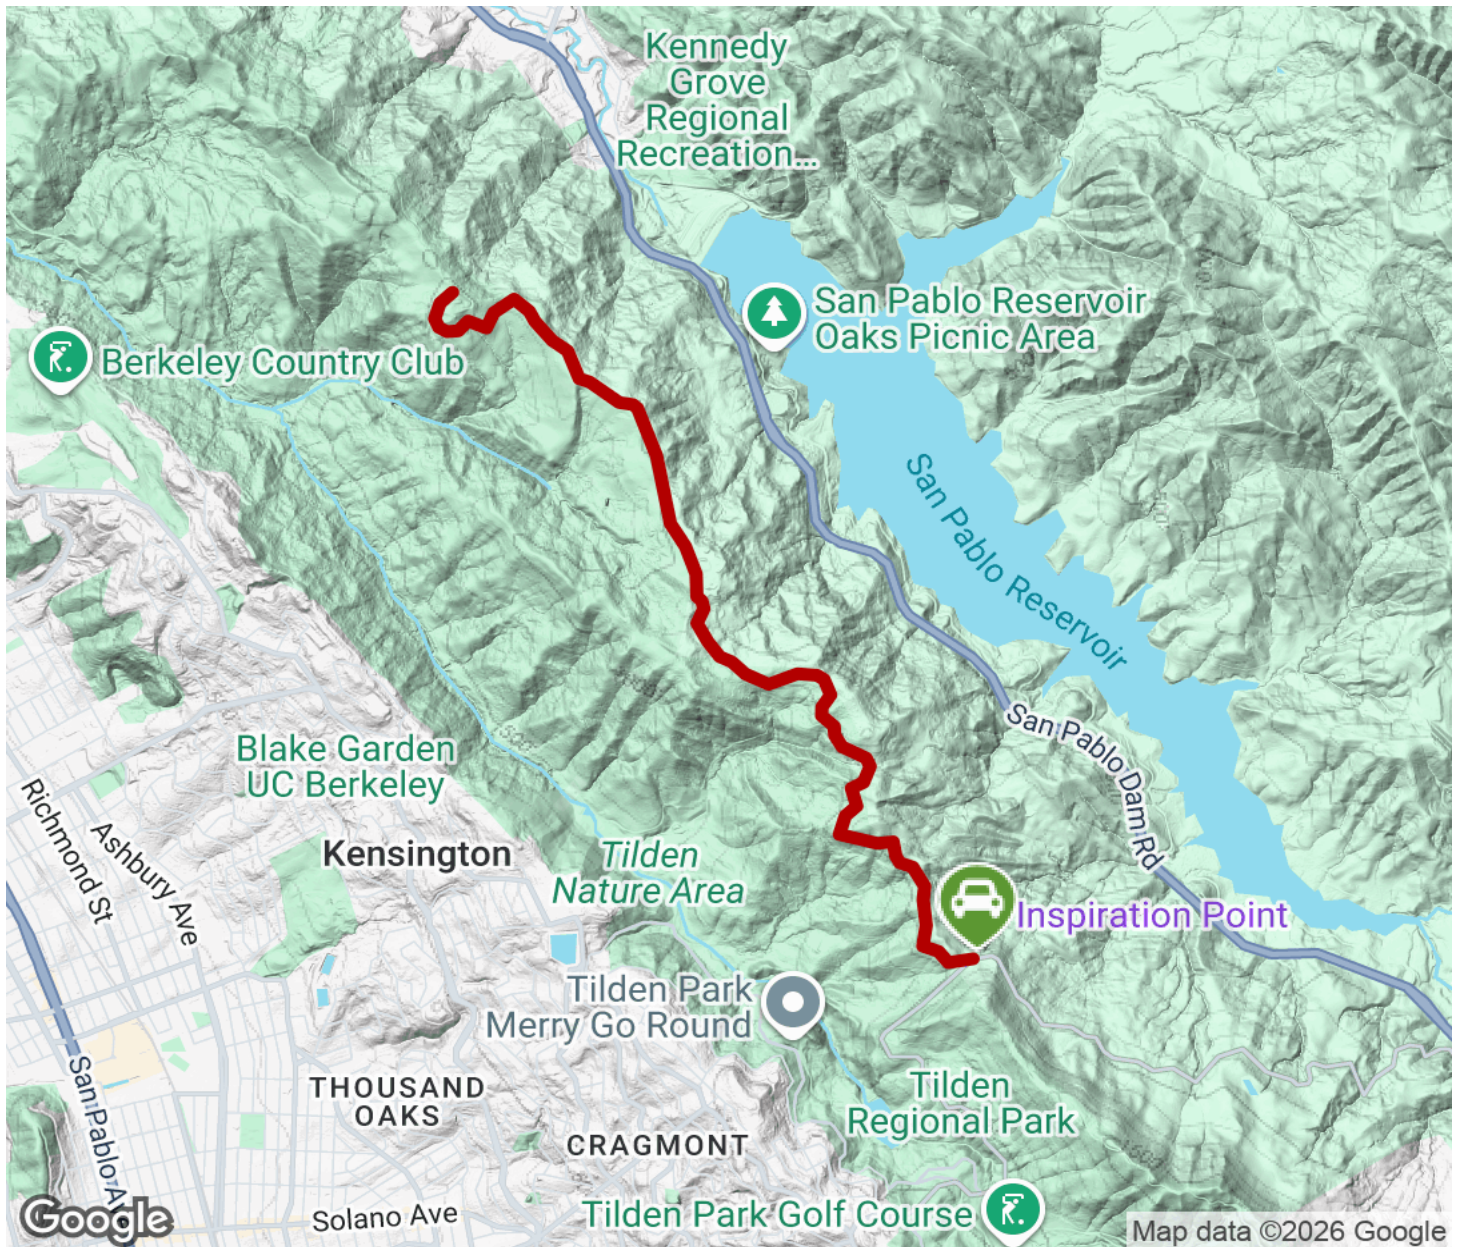 Kennedy
Grove
Regional
Recreation...
San Pablo Reservoir
Oaks Picnic Area
Berkeley Country Club
San Pablo Reservoir
San Pablo Dam Rd
Blake Garden
UC Berkeley
Richmond St
Ashbury Ave
Kensington
Tilden
Nature Area
Inspiration Point
Tilden Park
Merry Go Round
San Pablo Ave
THOUSAND
OAKS
Tilden
Regional Park
CRAGMONT
Solano Ave
Tilden Park Golf Course
Google
Map data ©2026 Google